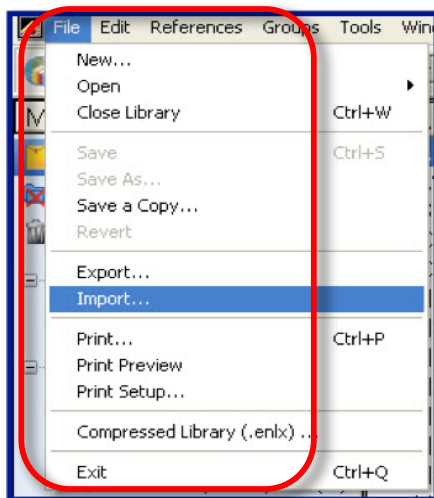 File Edit References Groups Tools
New...
Open
Close Library Ctrl+W
Save Ctrl+S
Save As...
Save a Copy...
Revert
Export...
Import...
Print... Ctrl+P
Print Preview
Print Setup...
Compressed Library (.enlx) ...
Exit Ctrl+Q